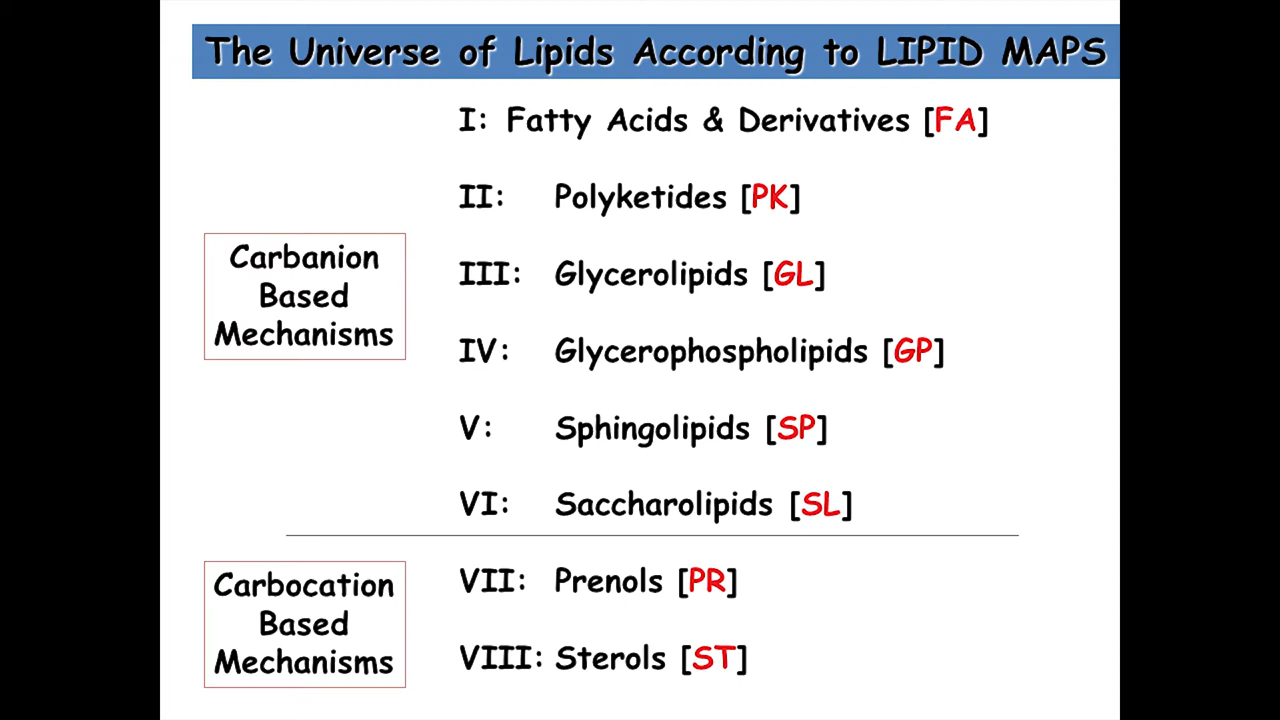 The Universe of Lipids According to LIPID MAPS
I: Fatty Acids & Derivatives [FA]
II: Polyketides [PK]
Carbanion
Based
Mechanisms
III: Glycerolipids [GL]
IV: Glycerophospholipids [GP]
V: Sphingolipids [SP]
VI: Saccharolipids [SL]
Carbocation
Based
Mechanisms
VII: Prenols [PR]
VIII: Sterols [ST]